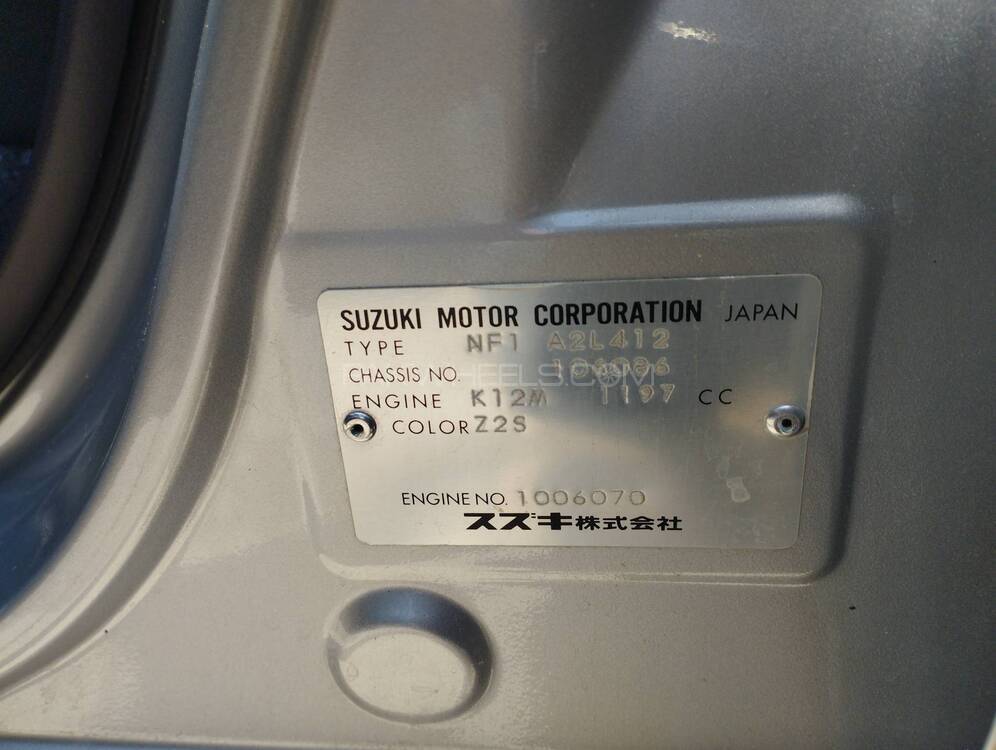 SUZUKI MOTOR CORPORATION JAPAN
TYPE NF1 A2L412
CHASSIS NO. 106086
ENGINE K12M 1197 CC
COLOR Z2S
ENGINE NO. 1006070
スズキ株式会社